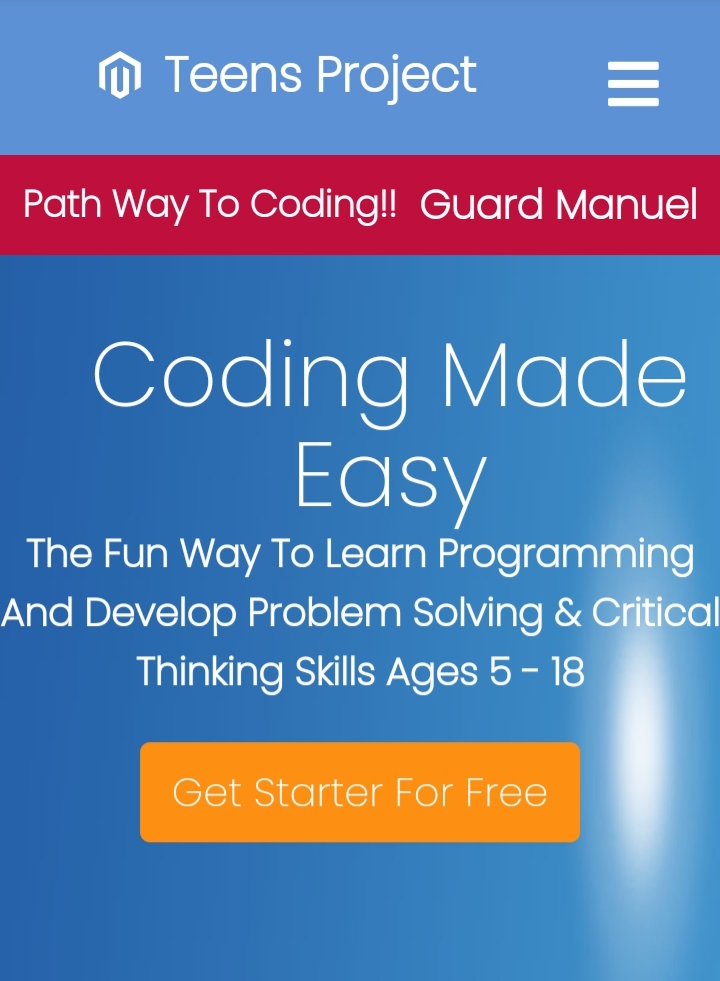 Teens Project
Path Way To Coding!! Guard Manuel
Coding Made
Easy
The Fun Way To Learn Programming
And Develop Problem Solving & Critical
Thinking Skills Ages 5 - 18
Get Starter For Free